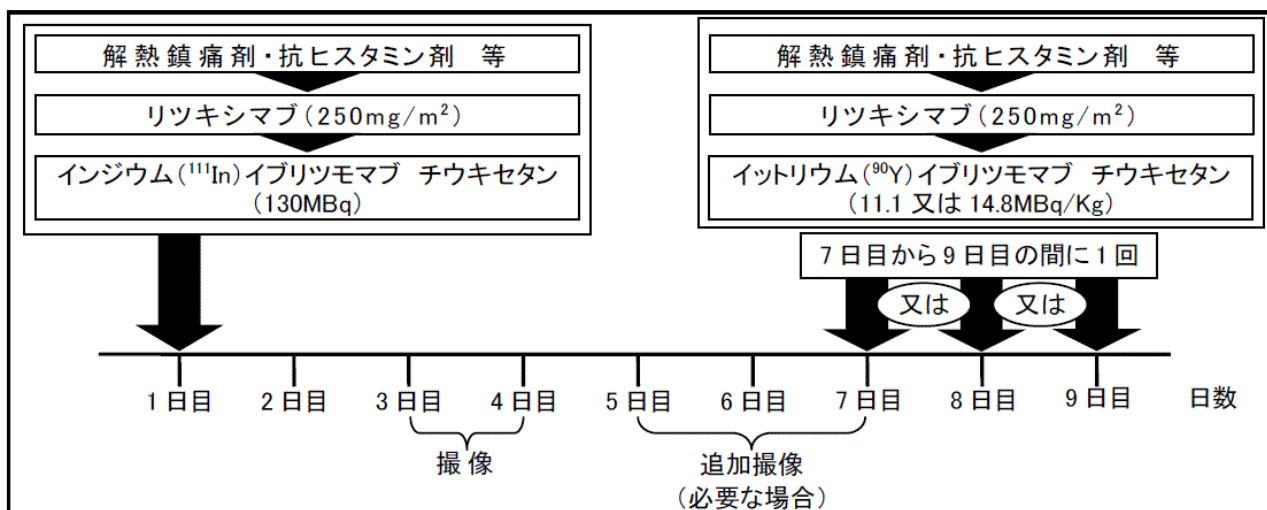 解熱鎮痛剤・抗ヒスタミン剤 等
リツキシマブ(250mg/m²)
インジウム(¹¹¹In)イブリツモマブ チウキセタン
(130MBq)
解熱鎮痛剤・抗ヒスタミン剤 等
リツキシマブ(250mg/m²)
イットリウム(⁹⁰Y)イブリツモマブ チウキセタン
(11.1 又は 14.8MBq/Kg)
7日目から9日目の間に1回
又は 又は
1日目 2日目 3日目 4日目 5日目 6日目 7日目 8日目 9日目 日数
撮像 追加撮像
(必要な場合)